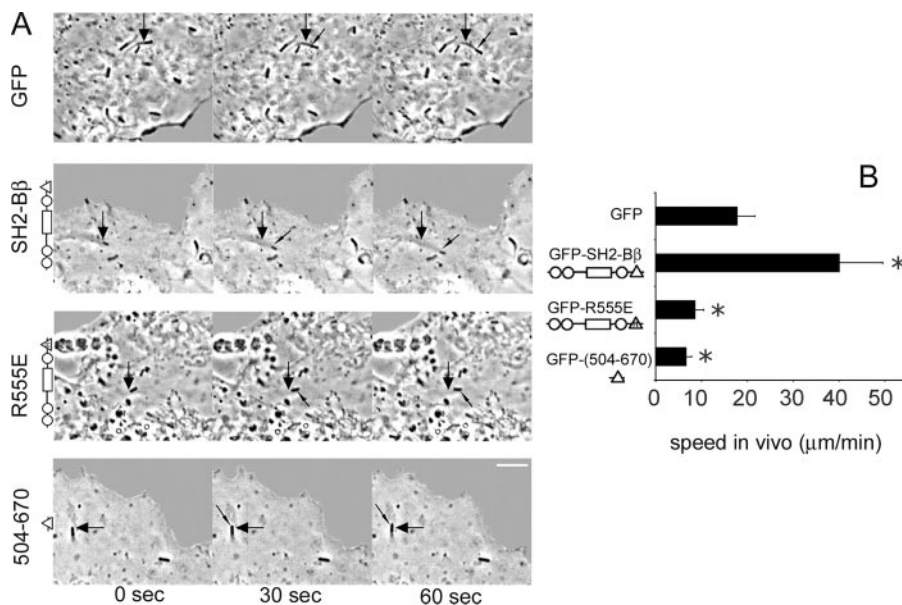 A
GFP
SH2-Bβ
R555E
504-670
0 sec
30 sec
60 sec
B
GFP
GFP-SH2-Bβ
*
GFP-R555E
*
GFP-(504-670)
*
0 10 20 30 40 50
speed in vivo (μm/min)